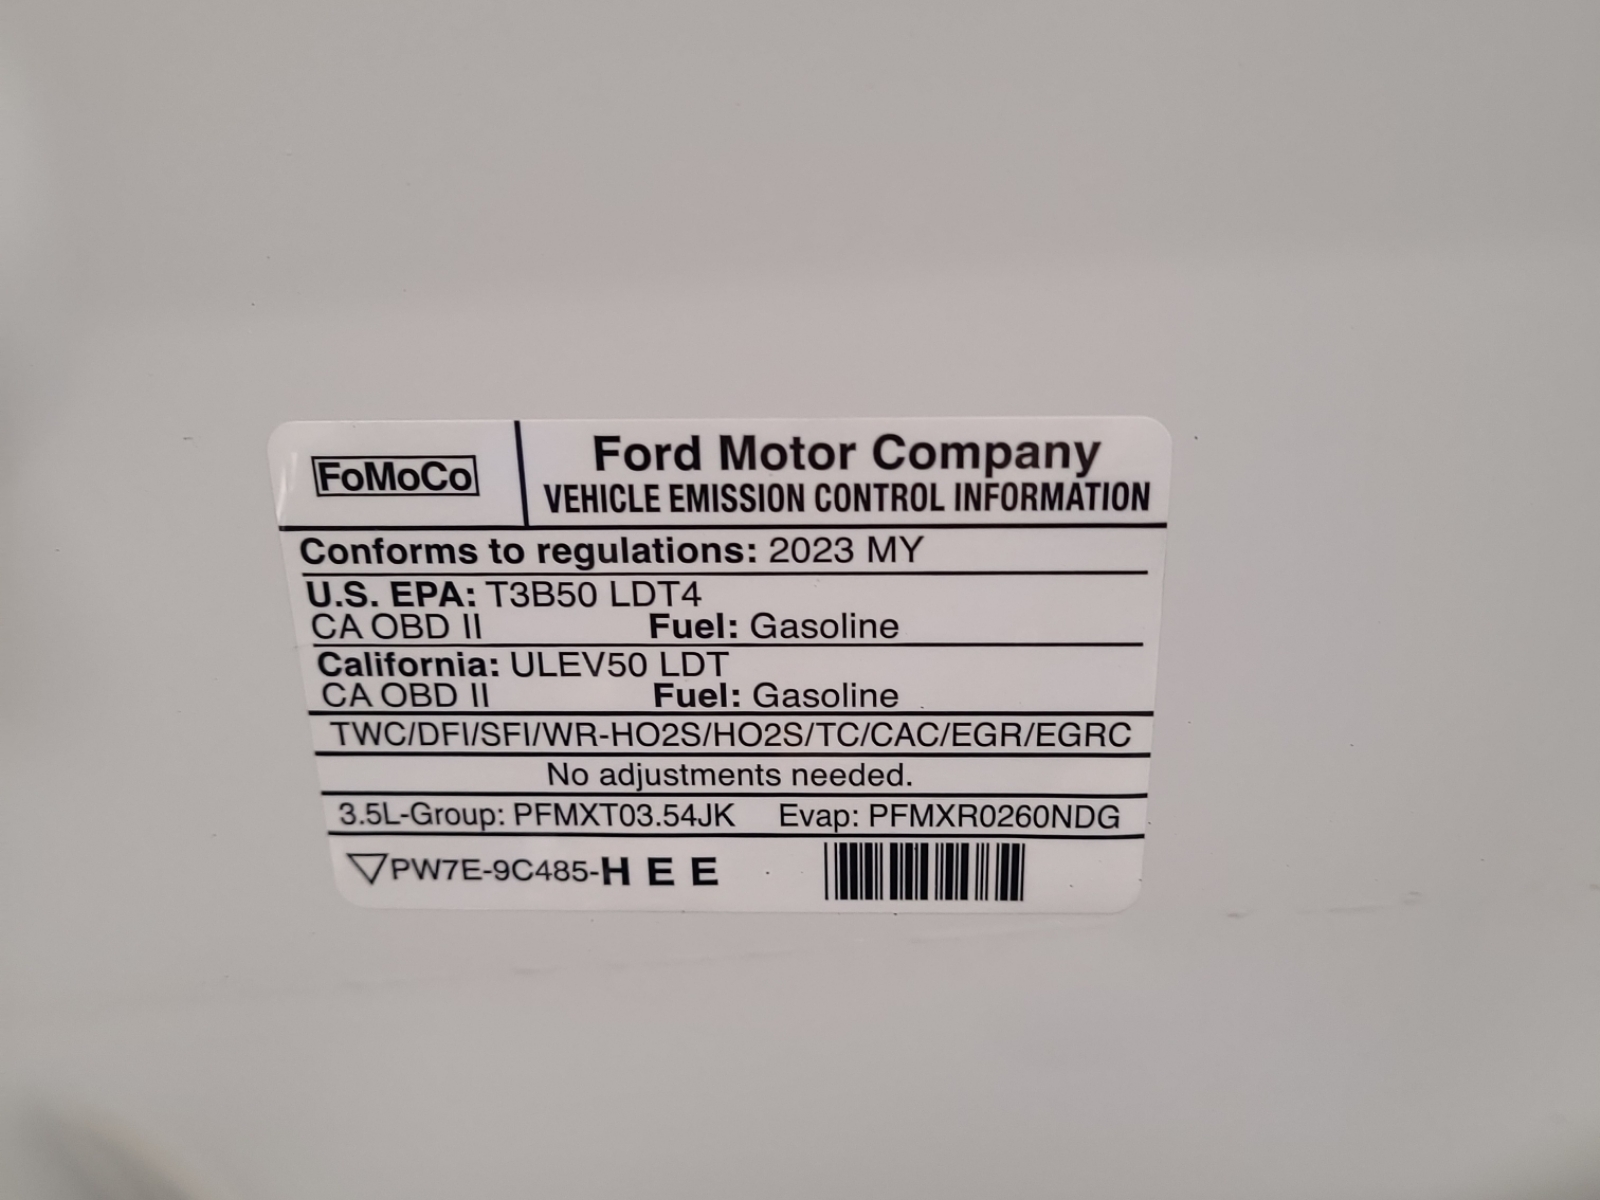 FoMoCo
Ford Motor Company
VEHICLE EMISSION CONTROL INFORMATION
Conforms to regulations: 2023 MY
U.S. EPA: T3B50 LDT4
CA OBD II Fuel: Gasoline
California: ULEV50 LDT
CA OBD II Fuel: Gasoline
TWC/DFI/SFI/WR-HO2S/HO2S/TC/CAC/EGR/EGRC
No adjustments needed.
3.5L-Group: PFMXT03.54JK Evap: PFMXR0260NDG
PW7E-9C485-H E E